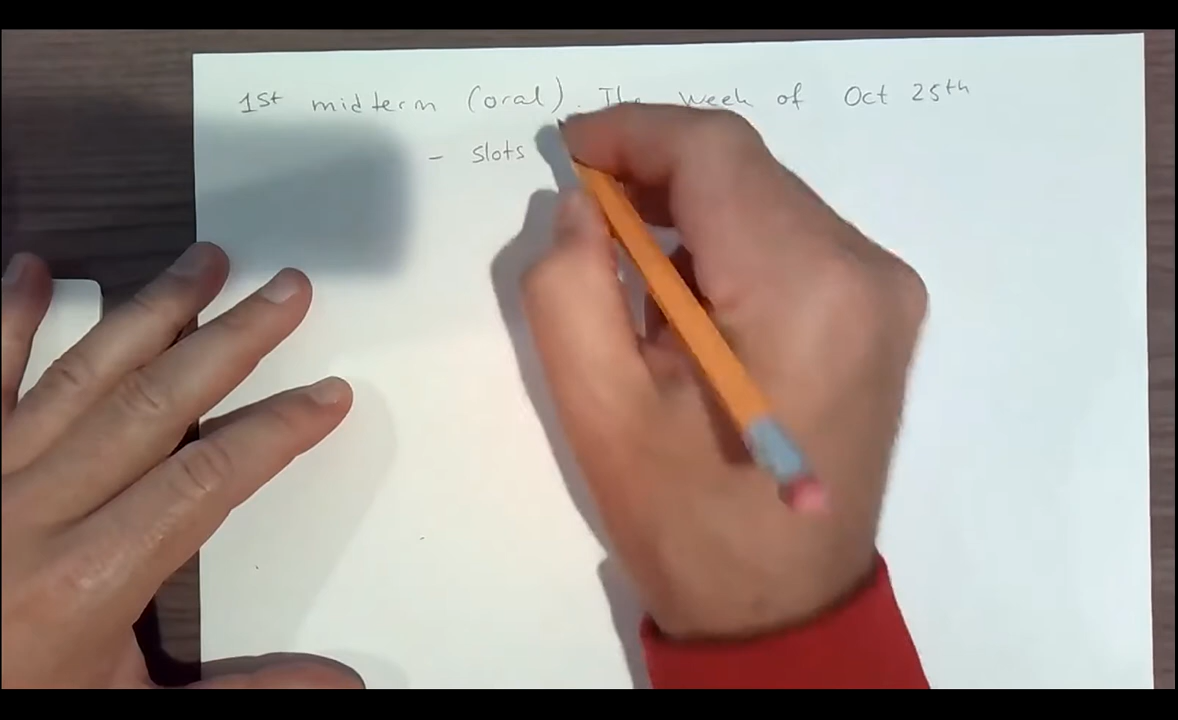 1st midterm (oral). The week of Oct 25th
- slots